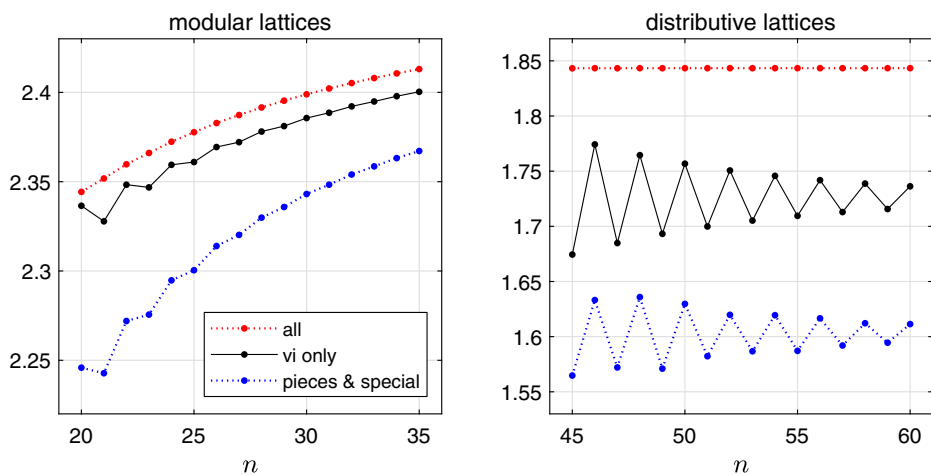 modular lattices
2.4
2.35
2.3
2.25
20 25 30 35
n
all
vi only
pieces & special
distributive lattices
1.85
1.8
1.75
1.7
1.65
1.6
1.55
45 50 55 60
n